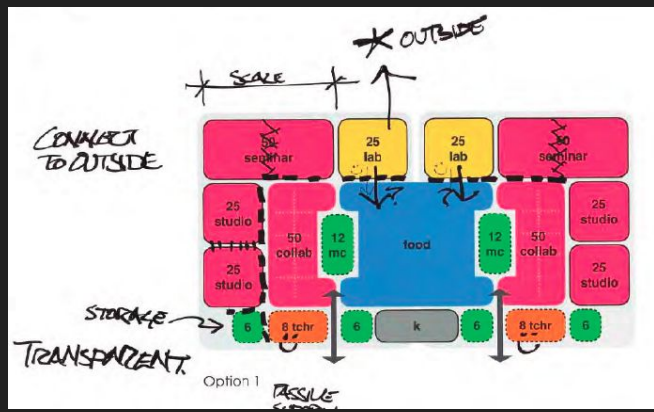 OUTSIDE
SCALE
CONNECT
TO OUTSIDE
50
seminar
25
lab
25
lab
50
seminar
25
studio
25
studio
50
collab
12
mc
food
12
mc
50
collab
25
studio
25
studio
STORAGE
6
8 tchr
6
k
6
8 tchr
6
TRANSPARENT.
Option 1
PASSIVE